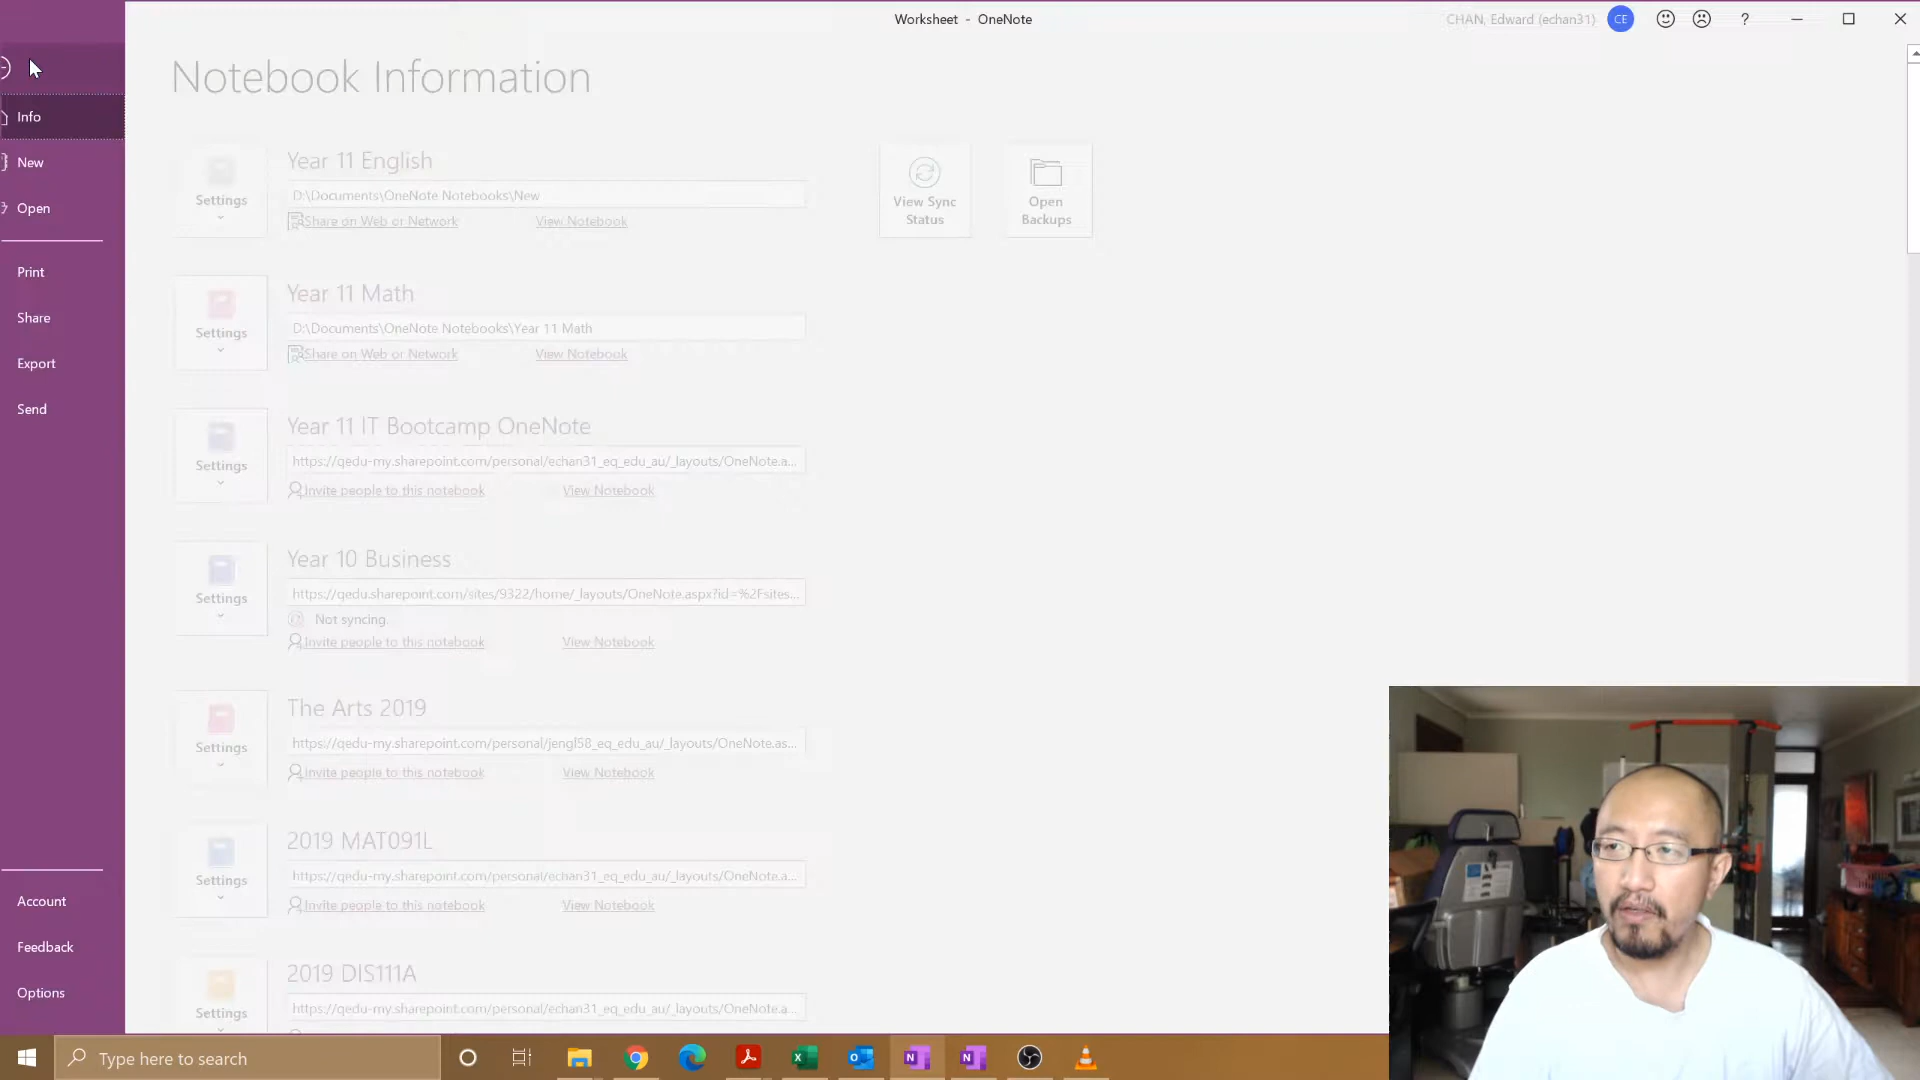 Worksheet - OneNote
CHAN, Edward (echan31)
CE
?
Notebook Information
Info
New
Open
Print
Share
Export
Send
Account
Feedback
Options
Settings
Year 11 English
D:\Documents\OneNote Notebooks\New
Share on Web or Network
View Notebook
View Sync
Status
Open
Backups
Settings
Year 11 Math
D:\Documents\OneNote Notebooks\Year 11 Math
Share on Web or Network
View Notebook
Settings
Year 11 IT Bootcamp OneNote
https://qedu-my.sharepoint.com/personal/echan31_eq_edu_au/_layouts/OneNote.a...
Invite people to this notebook
View Notebook
Settings
Year 10 Business
https://qedu.sharepoint.com/sites/9322/home/_layouts/OneNote.aspx?id=%2Fsites...
Not syncing.
Invite people to this notebook
View Notebook
Settings
The Arts 2019
https://qedu-my.sharepoint.com/personal/jengl58_eq_edu_au/_layouts/OneNote.as...
Invite people to this notebook
View Notebook
Settings
2019 MAT091L
https://qedu-my.sharepoint.com/personal/echan31_eq_edu_au/_layouts/OneNote.a...
Invite people to this notebook
View Notebook
Settings
2019 DIS111A
https://qedu-my.sharepoint.com/personal/echan31_eq_edu_au/_layouts/OneNote.a...
Type here to search